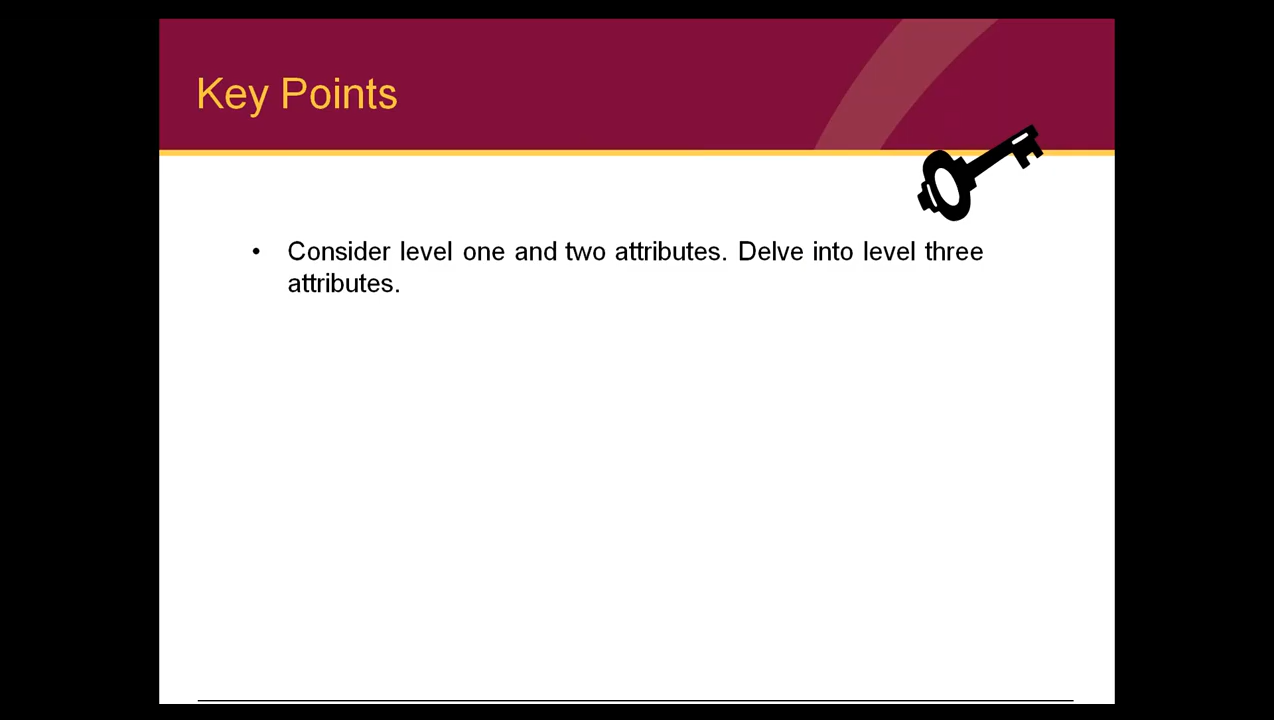 Key Points
• Consider level one and two attributes. Delve into level three
attributes.